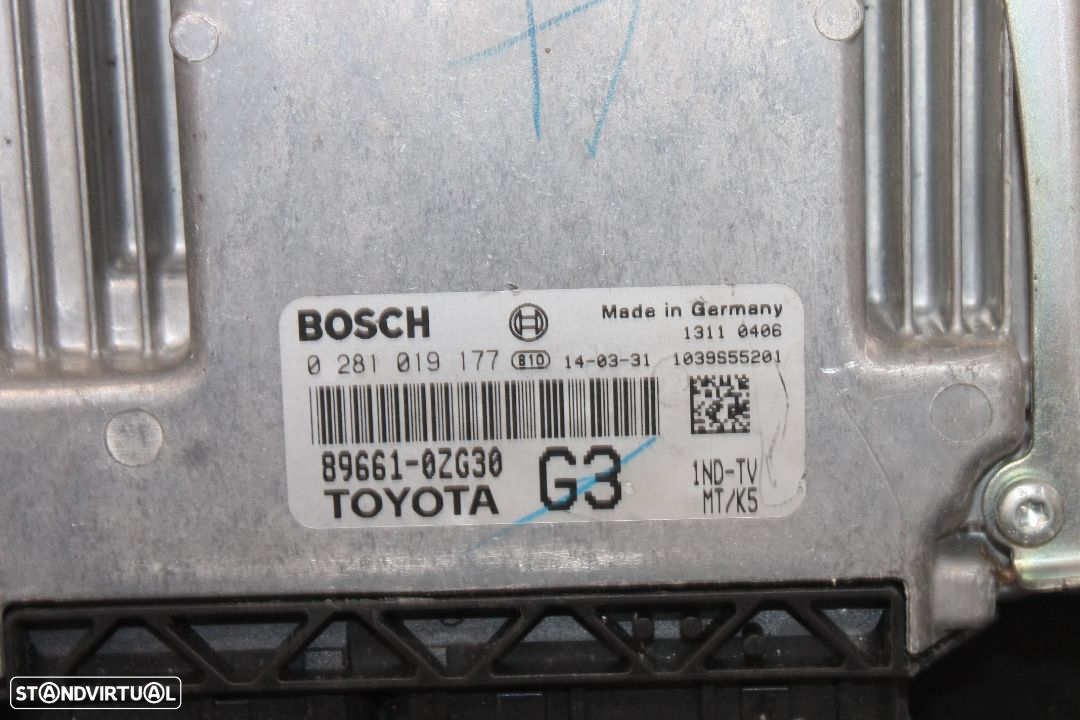 BOSCH
Made in Germany
1311 0406
0 281 019 177 B10 14-03-31 1039S55201
89661-0ZG30
G3
1ND-TV
TOYOTA
MT/K5
STANDVIRTUAL